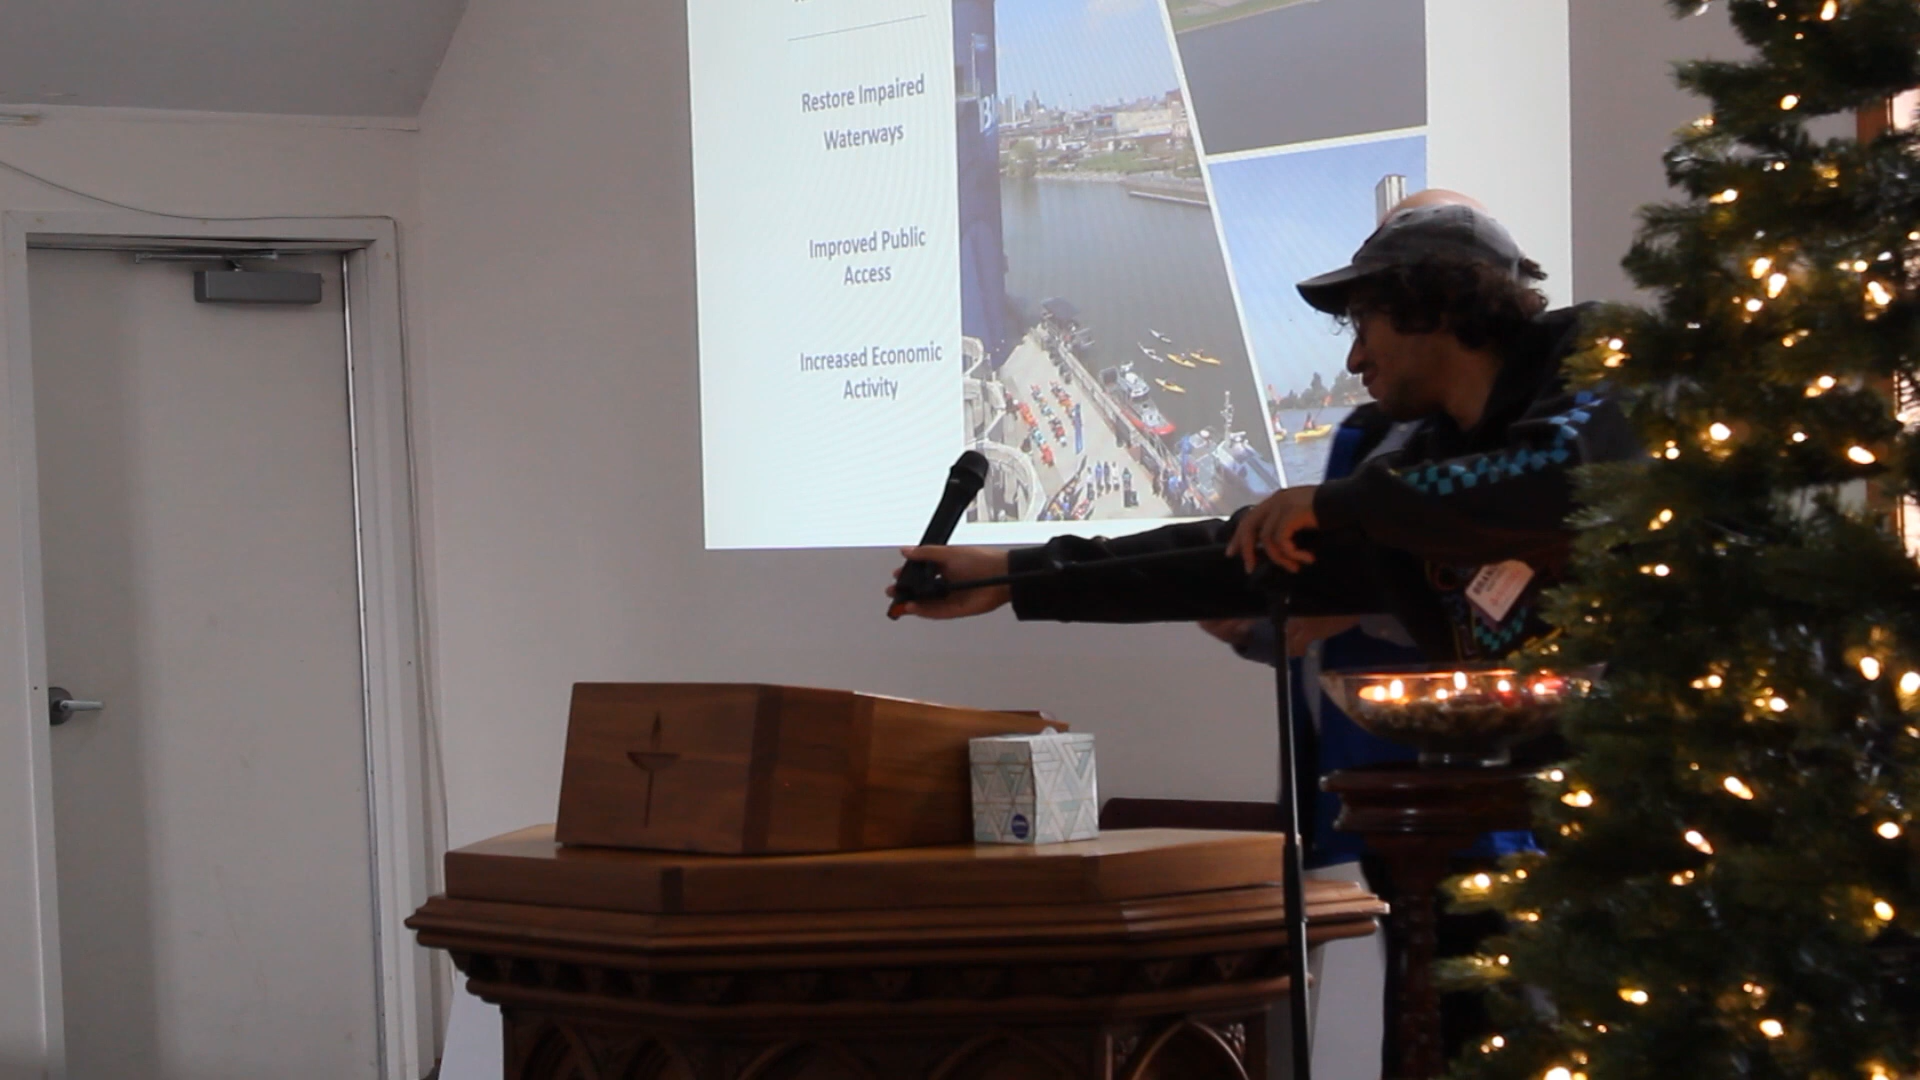 Restore Impaired
Waterways
Improved Public
Access
Increased Economic
Activity